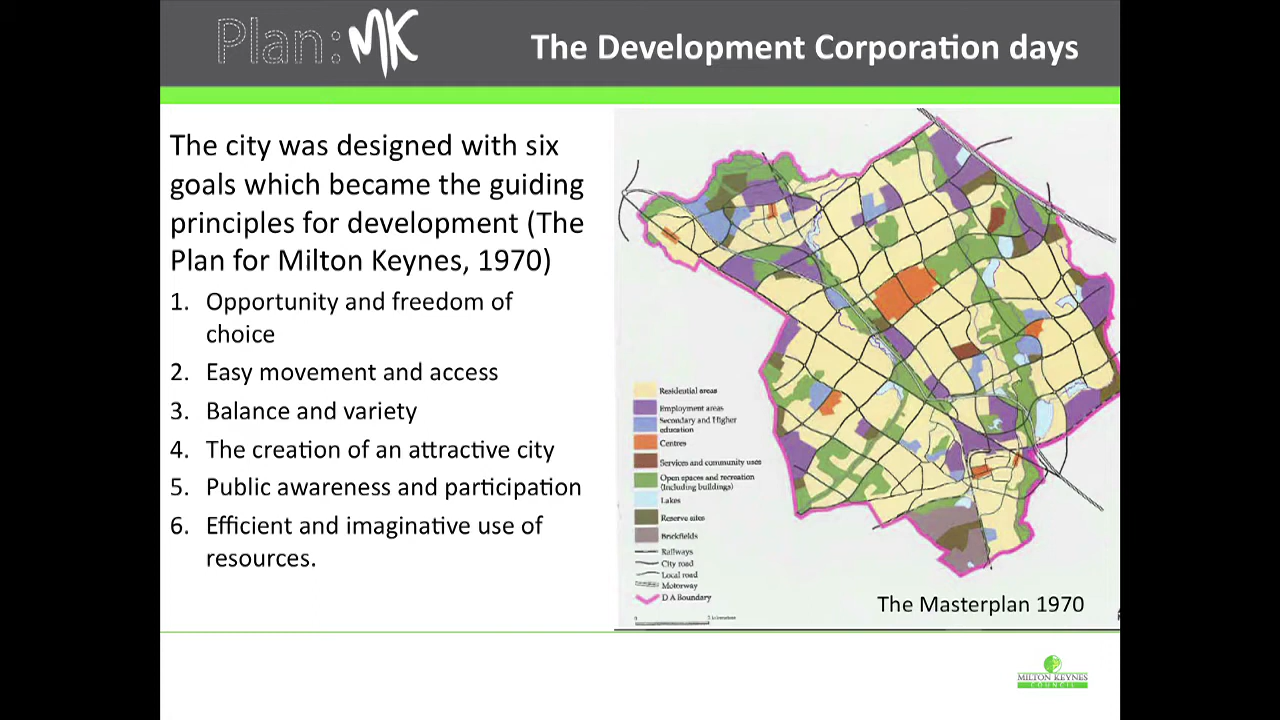 Plan:MK
The Development Corporation days
The city was designed with six
goals which became the guiding
principles for development (The
Plan for Milton Keynes, 1970)
1. Opportunity and freedom of
choice
2. Easy movement and access
3. Balance and variety
4. The creation of an attractive city
5. Public awareness and participation
6. Efficient and imaginative use of
resources.
Residential areas
Employment areas
Secondary and Higher
education
Centres
Services and community uses
Open spaces and recreation
(Including buildings)
Lakes
Reserve sites
Brickfields
Railways
City road
Local road
Motorway
D A Boundary
The Masterplan 1970
MILTON KEYNES
COUNCIL